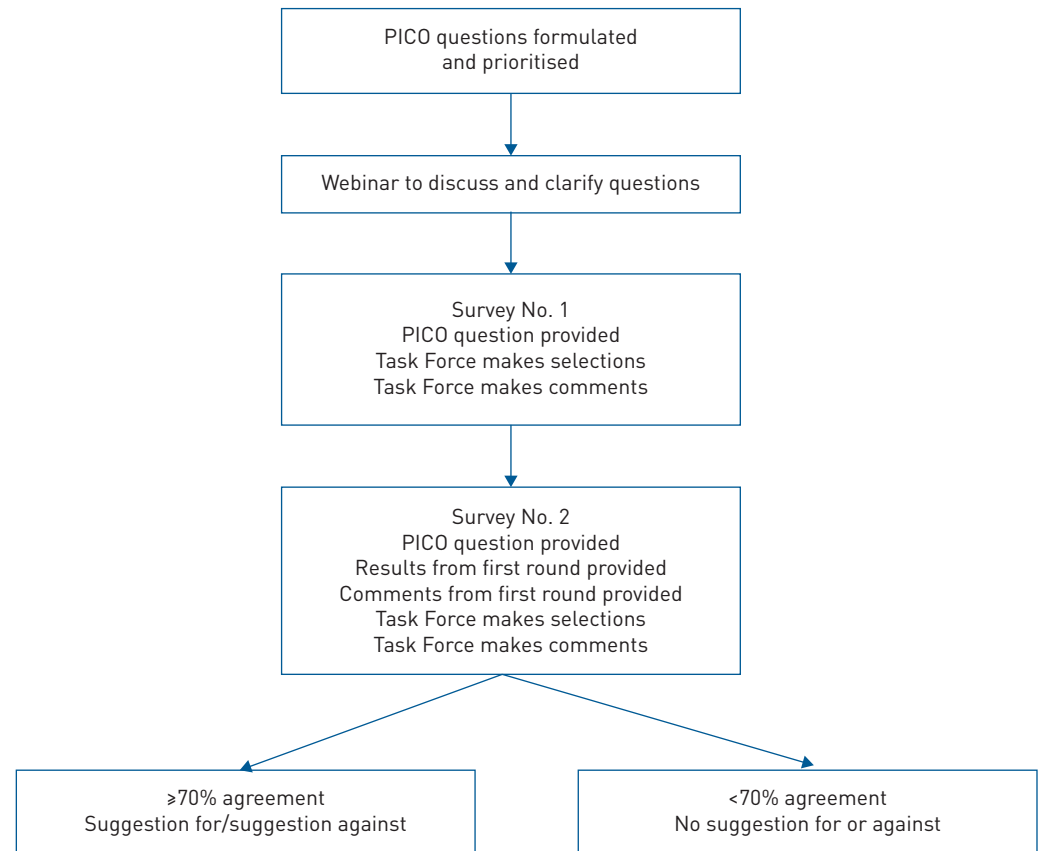 PICO questions formulated
and prioritised
Webinar to discuss and clarify questions
Survey No. 1
PICO question provided
Task Force makes selections
Task Force makes comments
Survey No. 2
PICO question provided
Results from first round provided
Comments from first round provided
Task Force makes selections
Task Force makes comments
≥70% agreement
Suggestion for/suggestion against
<70% agreement
No suggestion for or against